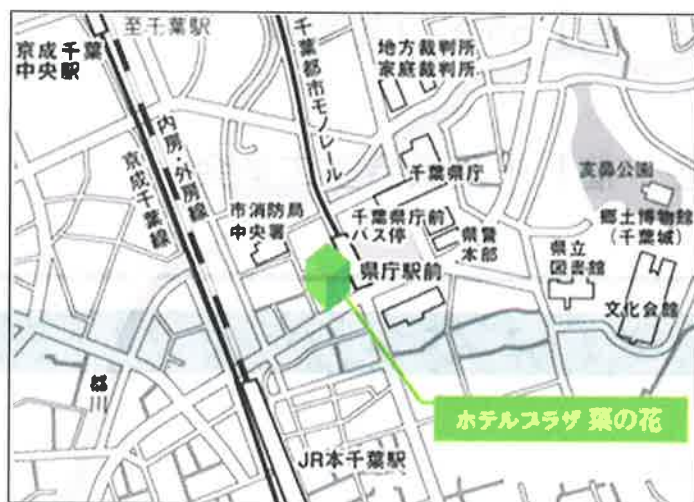 至千葉駅
京成千葉
中央駅
千葉都市モノレール
地方裁判所
家庭裁判所
内房・外房線
京成千葉線
千葉県庁
亥鼻公園
市消防局
中央署
千葉県庁前
バス停
県警
本部
郷土博物館
(千葉城)
県立
図書館
県庁駅前
文化会館
ホテルプラザ 菜の花
JR本千葉駅